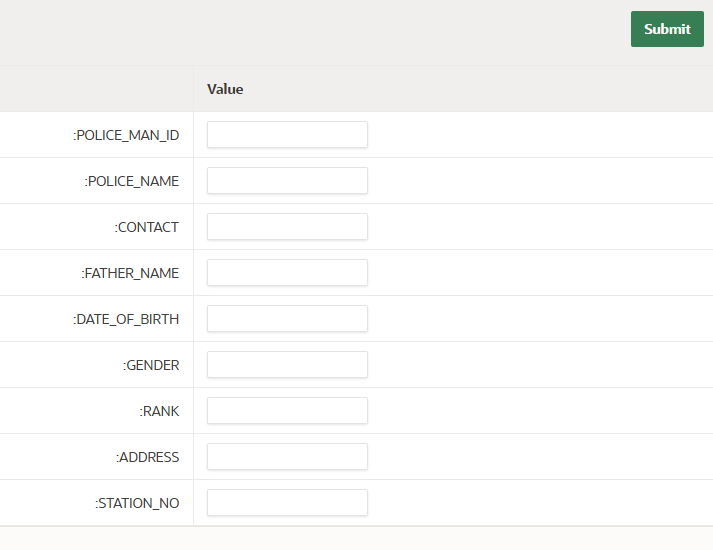 Submit
Value
:POLICE_MAN_ID
:POLICE_NAME
:CONTACT
:FATHER_NAME
:DATE_OF_BIRTH
:GENDER
:RANK
:ADDRESS
:STATION_NO